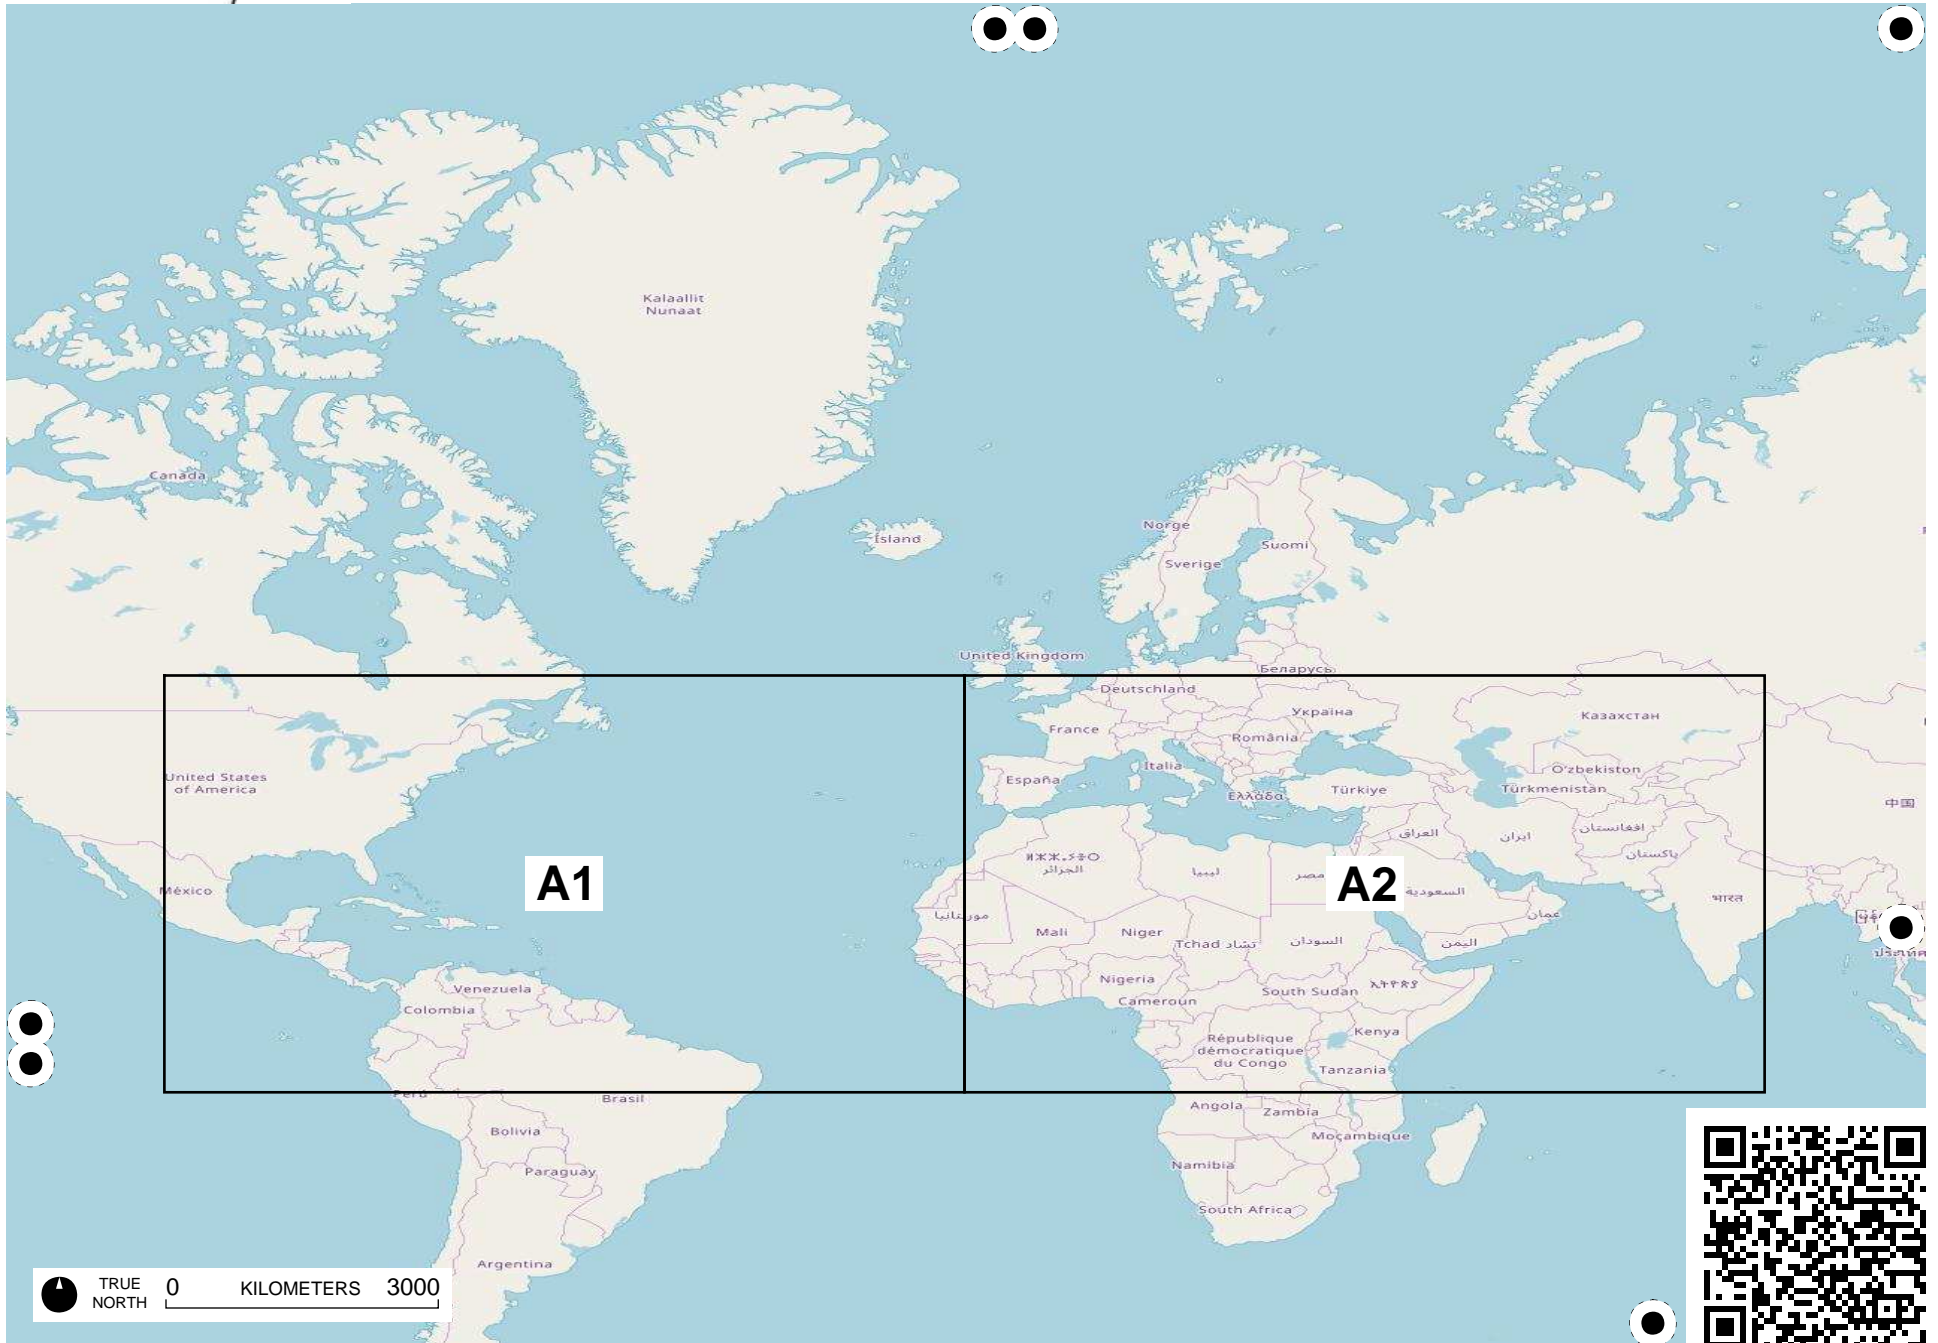 Kalaallit
Nunaat
Canada
Ísland
Norge
Suomi
Sverige
United Kingdom
Беларусь
Deutschland
Україна
Казахстан
France
România
United States
of America
Italia
España
Ελλάδα
Türkiye
Oʻzbekiston
Türkmenistan
中国
العراق
ایران
افغانستان
پاکستان
ⵍⵣⵣⴰⵢⴻⵔ
الجزائر
ليبيا
مصر
السعودية
भारत
México
A1
A2
موريتانيا
عمان
Mali
Niger
Tchad تشاد
السودان
اليمن
Venezuela
Nigeria
South Sudan
ኢትዮጵያ
Colombia
Cameroun
République
démocratique
du Congo
Kenya
Tanzania
Perú
Brasil
Angola
Zambia
Bolivia
Moçambique
Paraguay
Namibia
South Africa
Argentina
TRUE
NORTH
0 KILOMETERS 3000